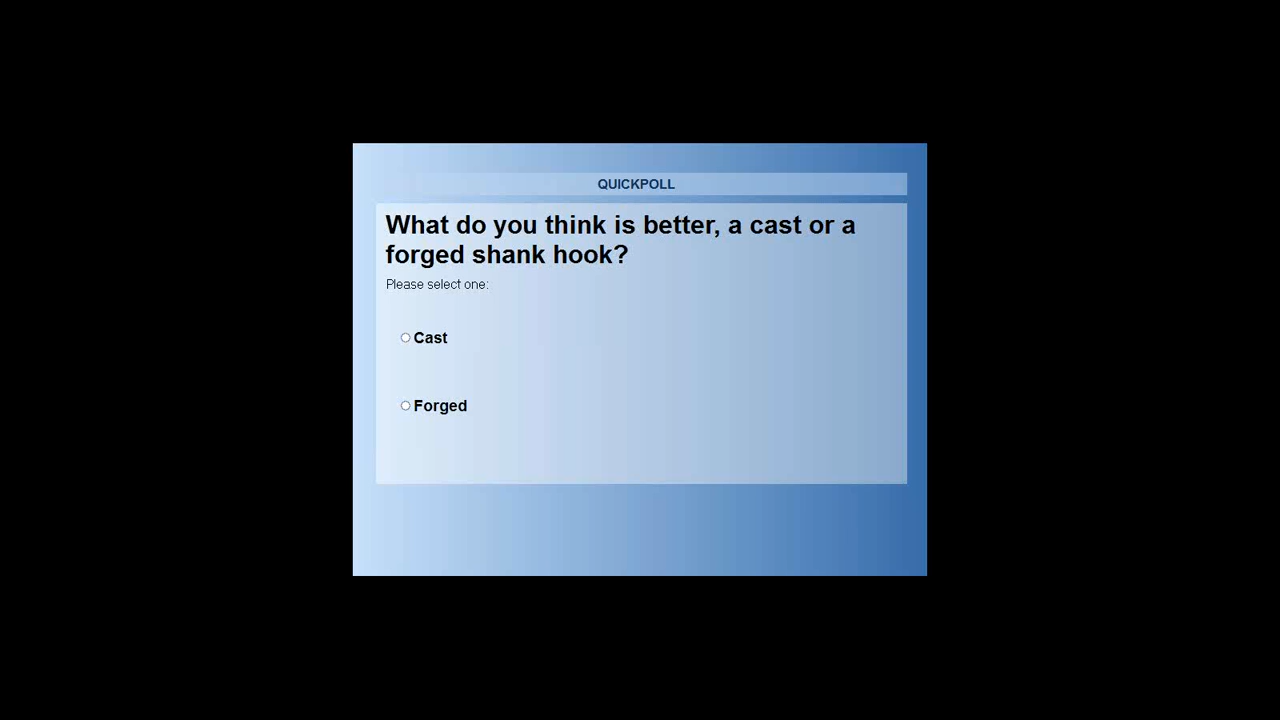 QUICKPOLL
What do you think is better, a cast or a
forged shank hook?
Please select one:
Cast
Forged